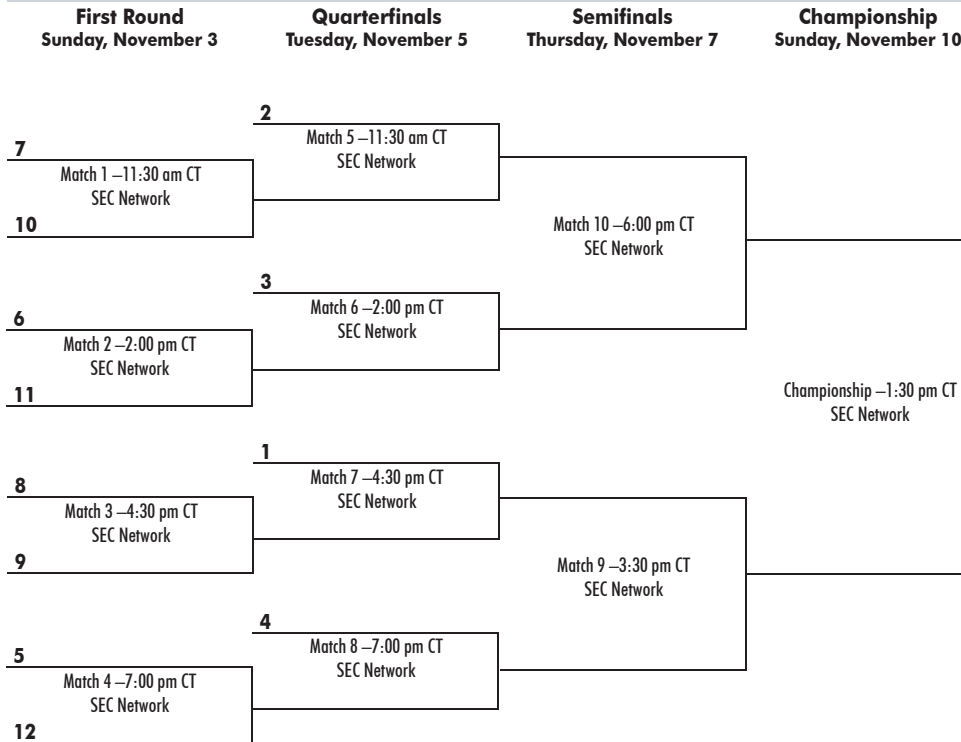 First Round
Sunday, November 3
Quarterfinals
Tuesday, November 5
Semifinals
Thursday, November 7
Championship
Sunday, November 10
7
Match 1 –11:30 am CT
SEC Network
10
6
Match 2 –2:00 pm CT
SEC Network
11
8
Match 3 –4:30 pm CT
SEC Network
9
5
Match 4 –7:00 pm CT
SEC Network
12
2
Match 5 –11:30 am CT
SEC Network
3
Match 6 –2:00 pm CT
SEC Network
1
Match 7 –4:30 pm CT
SEC Network
4
Match 8 –7:00 pm CT
SEC Network
Match 10 –6:00 pm CT
SEC Network
Match 9 –3:30 pm CT
SEC Network
Championship –1:30 pm CT
SEC Network